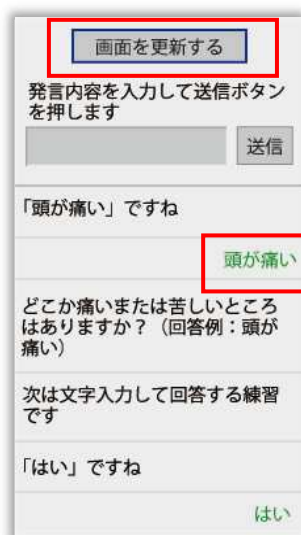 画面を更新する
発言内容を入力して送信ボタン
を押します
送信
「頭が痛い」ですね
頭が痛い
どこか痛いまたは苦しいところ
はありますか？（回答例：頭が
痛い）
次は文字入力して回答する練習
です
「はい」ですね
はい